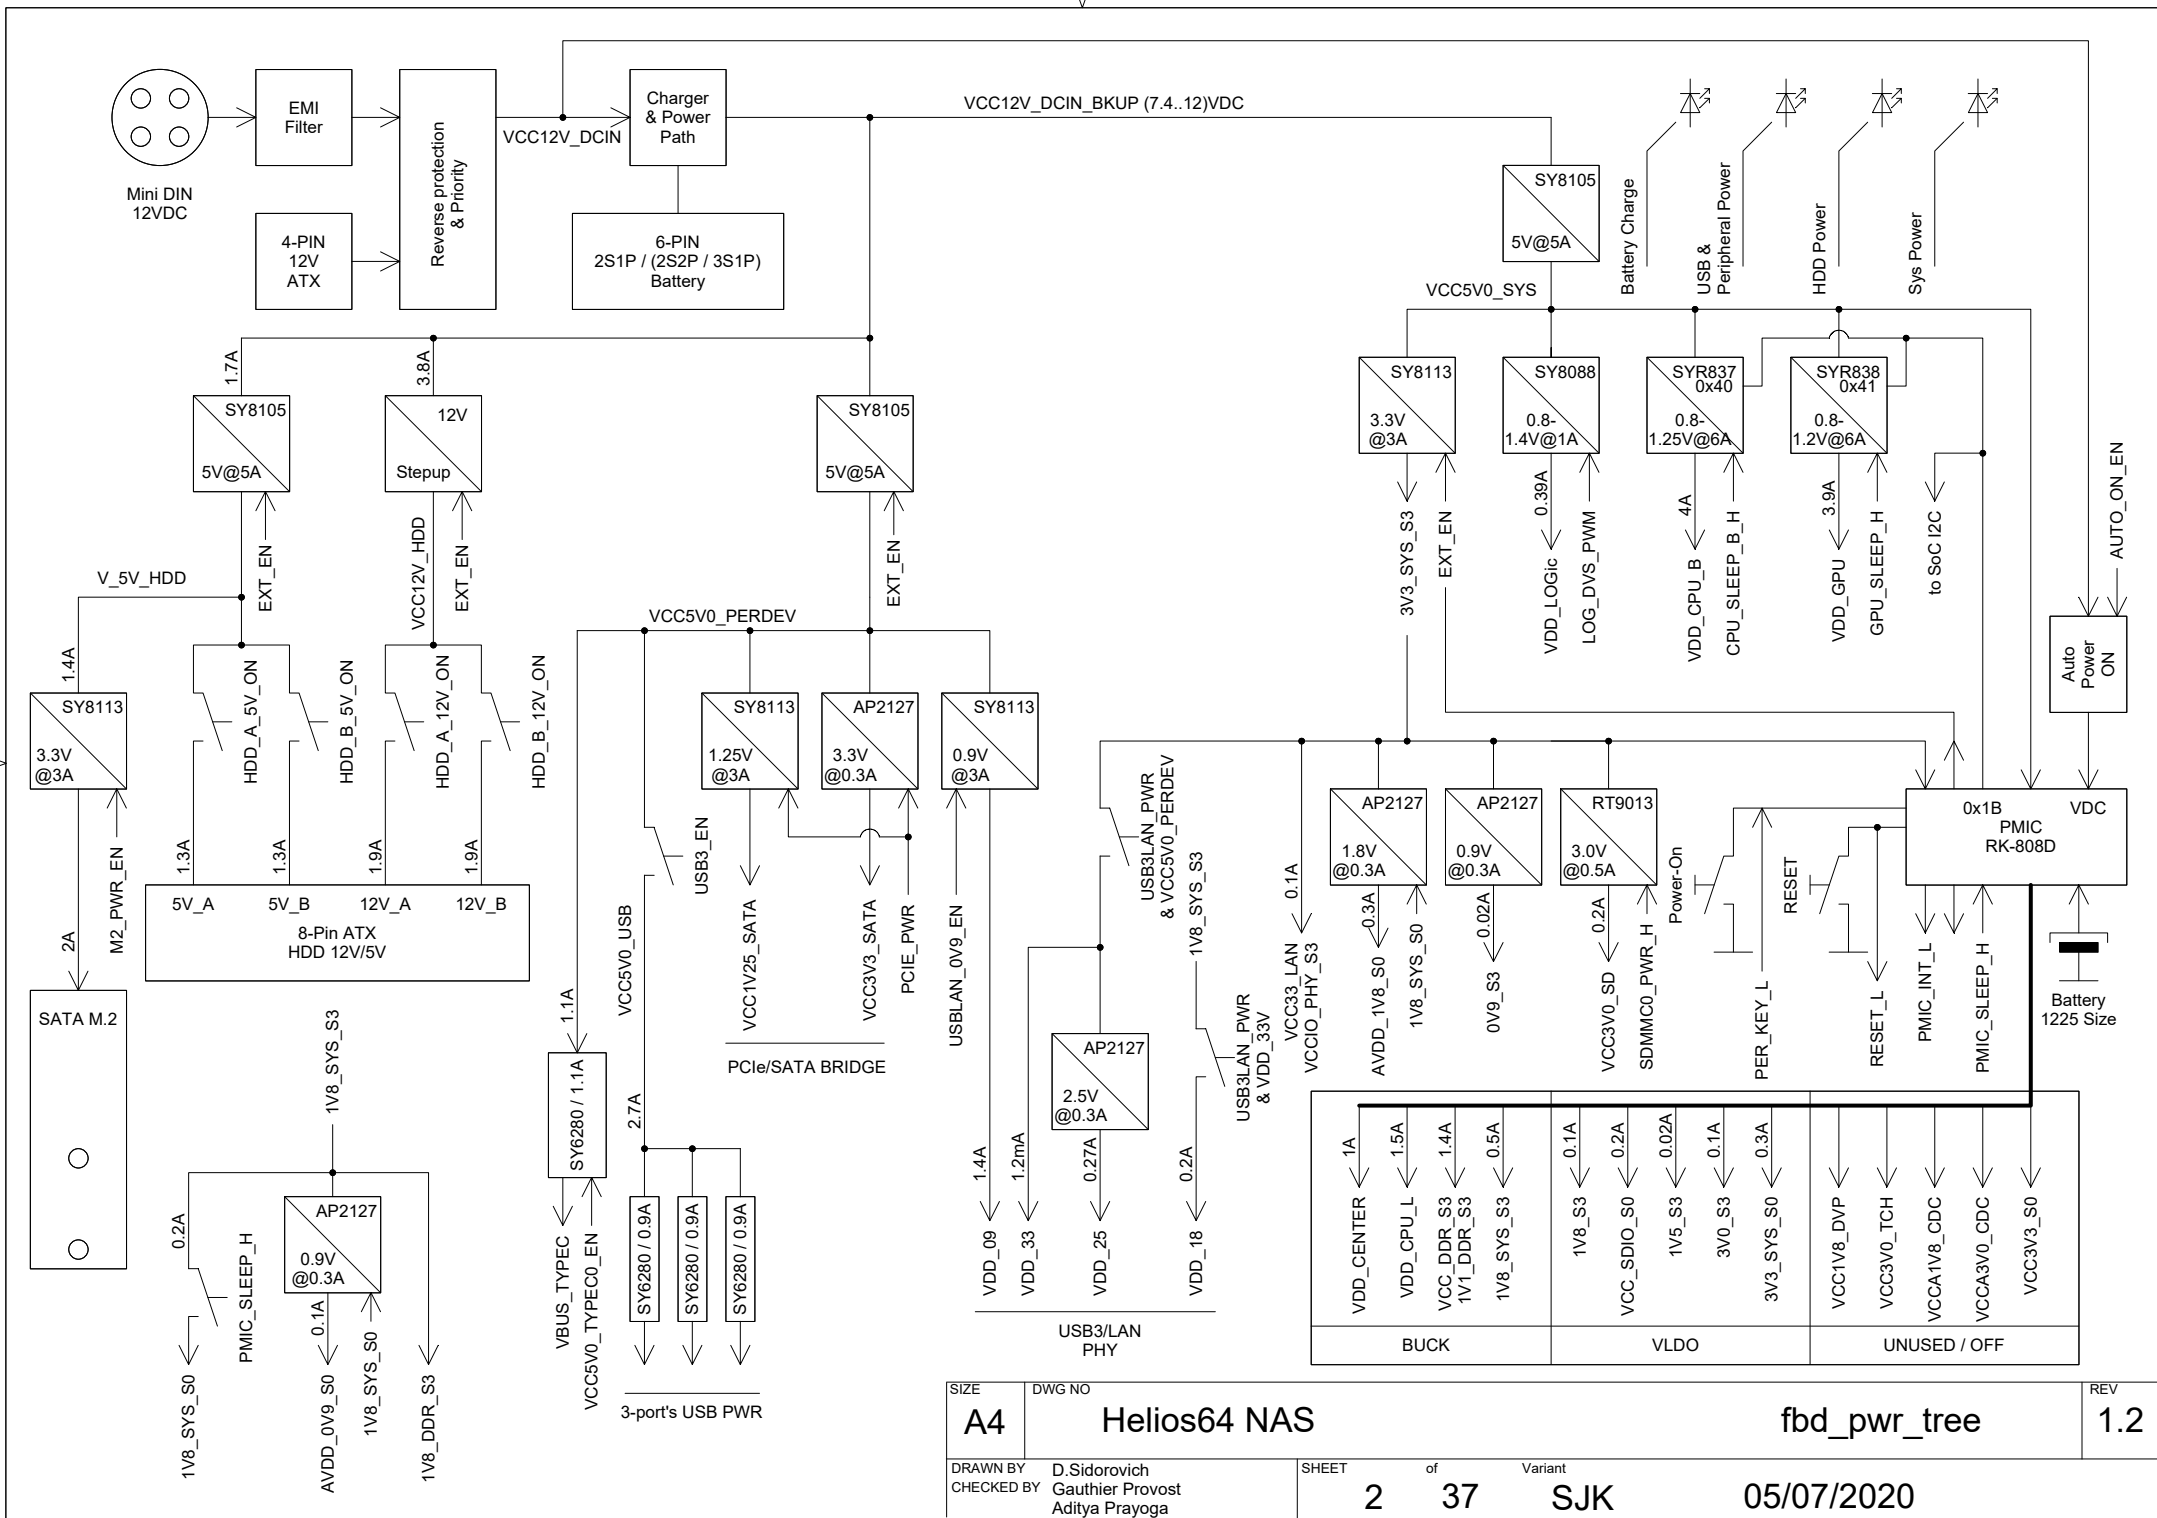 Mini DIN
12VDC
EMI
Filter
4-PIN
12V
ATX
Reverse protection
& Priority
VCC12V_DCIN
Charger
& Power
Path
6-PIN
2S1P / (2S2P / 3S1P)
Battery
VCC12V_DCIN_BKUP (7.4..12)VDC
SY8105
5V@5A
VCC5V0_SYS
Battery Charge
USB &
Peripheral Power
HDD Power
Sys Power
1.7A
3.8A
SY8105
5V@5A
12V
Stepup
SY8105
5V@5A
EXT_EN
VCC12V_HDD
EXT_EN
EXT_EN
V_5V_HDD
1.4A
SY8113
3.3V
@3A
HDD_A_5V_ON
HDD_B_5V_ON
HDD_A_12V_ON
HDD_B_12V_ON
M2_PWR_EN
2A
1.3A
1.3A
1.9A
1.9A
5V_A
5V_B
12V_A
12V_B
8-Pin ATX
HDD 12V/5V
SATA M.2
1V8_SYS_S3
0.2A
PMIC_SLEEP_H
AP2127
0.9V
@0.3A
0.1A
1V8_SYS_S0
AVDD_0V9_S0
1V8_SYS_S0
1V8_DDR_S3
VCC5V0_PERDEV
1.1A
SY6280 / 1.1A
VBUS_TYPEC
VCC5V0_TYPEC0_EN
VCC5V0_USB
USB3_EN
2.7A
SY6280 / 0.9A
SY6280 / 0.9A
SY6280 / 0.9A
3-port's USB PWR
SY8113
1.25V
@3A
AP2127
3.3V
@0.3A
SY8113
0.9V
@3A
VCC1V25_SATA
VCC3V3_SATA
PCIE_PWR
USBLAN_0V9_EN
PCIe/SATA BRIDGE
USB3LAN_PWR
& VCC5V0_PERDEV
1V8_SYS_S3
AP2127
2.5V
@0.3A
USB3LAN_PWR
& VDD_33V
1.4A
1.2mA
0.27A
0.2A
VDD_09
VDD_33
VDD_25
VDD_18
USB3/LAN
PHY
SY8113
3.3V
@3A
SY8088
0.8-
1.4V@1A
SYR837
0x40
0.8-
1.25V@6A
SYR838
0x41
0.8-
1.2V@6A
3V3_SYS_S3
EXT_EN
0.39A
VDD_LOGic
LOG_DVS_PWM
4A
VDD_CPU_B
CPU_SLEEP_B_H
3.9A
VDD_GPU
GPU_SLEEP_H
to SoC I2C
AUTO_ON_EN
Auto
Power
ON
0.1A
VCC33_LAN
VCCIO_PHY_S3
AP2127
1.8V
@0.3A
AP2127
0.9V
@0.3A
RT9013
3.0V
@0.5A
0.3A
AVDD_1V8_S0
1V8_SYS_S0
0.02A
0V9_S3
0.2A
VCC3V0_SD
SDMMC0_PWR_H
0x1B
VDC
PMIC
RK-808D
Power-On
RESET
PER_KEY_L
RESET_L
PMIC_INT_L
PMIC_SLEEP_H
Battery
1225 Size
1A
1.5A
1.4A
0.5A
0.1A
0.2A
0.02A
0.1A
0.3A
VDD_CENTER
VDD_CPU_L
VCC_DDR_S3
1V1_DDR_S3
1V8_SYS_S3
1V8_S3
VCC_SDIO_S0
1V5_S3
3V0_S3
3V3_SYS_S0
VCC1V8_DVP
VCC3V0_TCH
VCCA1V8_CDC
VCCA3V0_CDC
VCC3V3_S0
BUCK
VLDO
UNUSED / OFF
SIZE
A4
DWG NO
Helios64 NAS
fbd_pwr_tree
REV
1.2
DRAWN BY
D.Sidorovich
CHECKED BY
Gauthier Provost
Aditya Prayoga
SHEET
2
of
37
Variant
SJK
05/07/2020